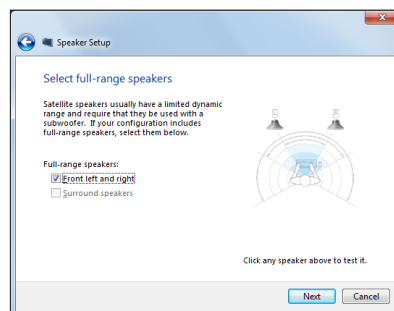 Speaker Setup
Select full-range speakers
Satellite speakers usually have a limited dynamic
range and require that they be used with a
subwoofer. If your configuration includes
full-range speakers, select them below.
Full-range speakers:
Front left and right
Surround speakers
L R
Click any speaker above to test it.
Next Cancel